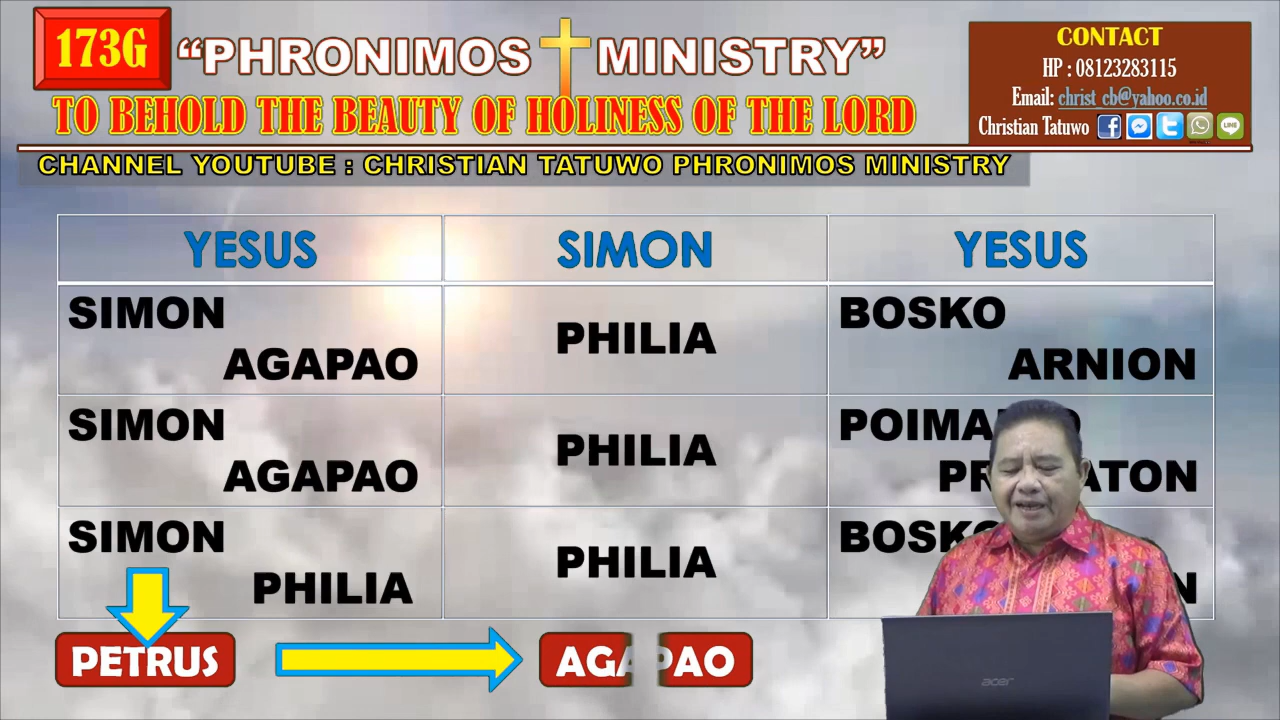 173G
“PHRONIMOS MINISTRY”
TO BEHOLD THE BEAUTY OF HOLINESS OF THE LORD
CONTACT
HP : 08123283115
Email: christ_cb@yahoo.co.id
Christian Tatuwo
CHANNEL YOUTUBE : CHRISTIAN TATUWO PHRONIMOS MINISTRY
YESUS SIMON YESUS
SIMON
AGAPAO
PHILIA
BOSKO
ARNION
SIMON
AGAPAO
PHILIA
SIMON
PHILIA
PHILIA
PETRUS
AGAPAO
acer